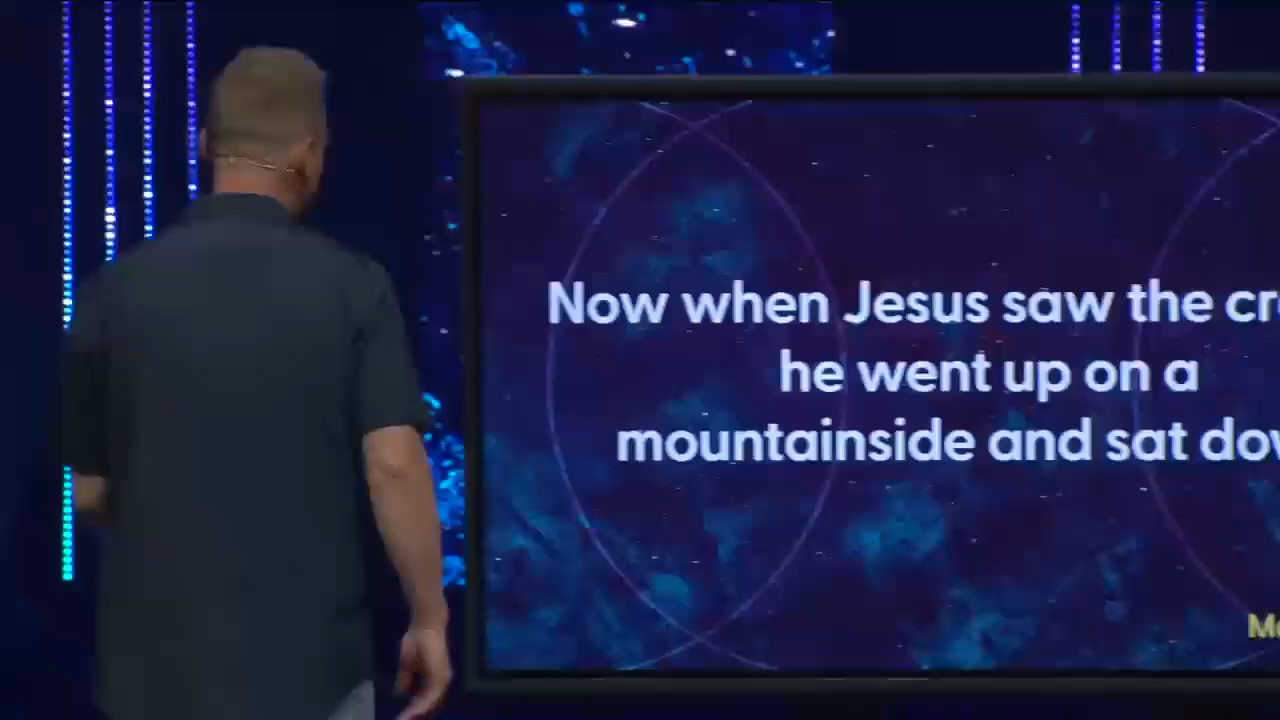 Now when Jesus saw the
he went up on a
mountainside and sat